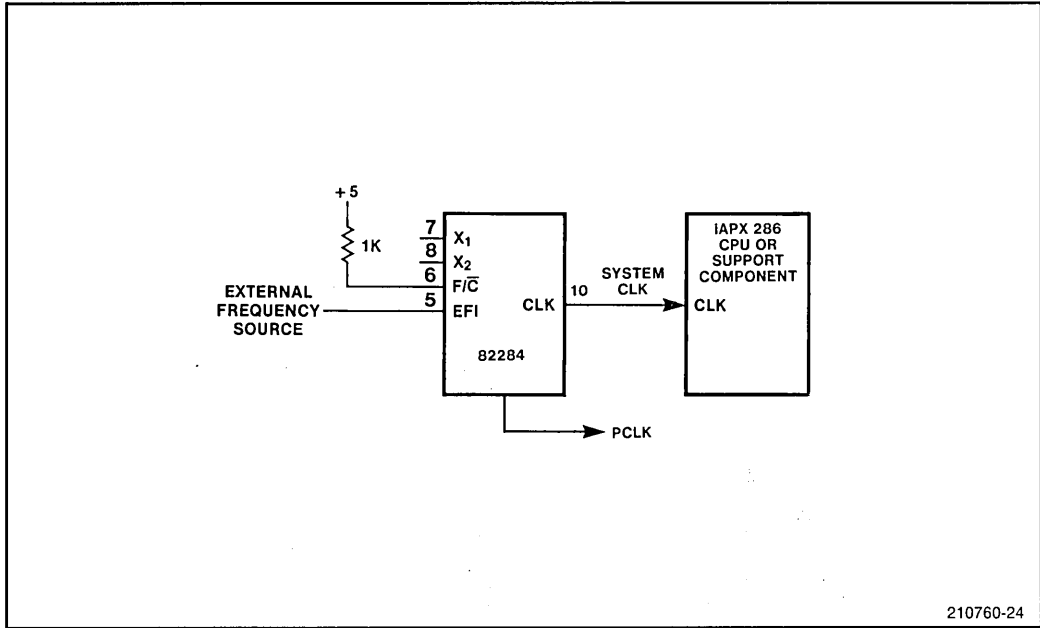 +5
1K
7
X1
8
X2
6
F/C̅
5
EFI
EXTERNAL
FREQUENCY
SOURCE
CLK
82284
10
SYSTEM
CLK
iAPX 286
CPU OR
SUPPORT
COMPONENT
CLK
PCLK
210760-24